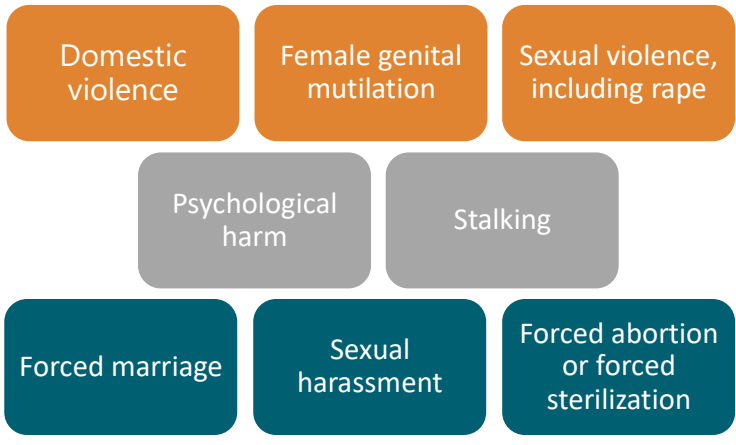 Domestic
violence
Female genital
mutilation
Sexual violence,
including rape
Psychological
harm
Stalking
Forced marriage
Sexual
harassment
Forced abortion
or forced
sterilization